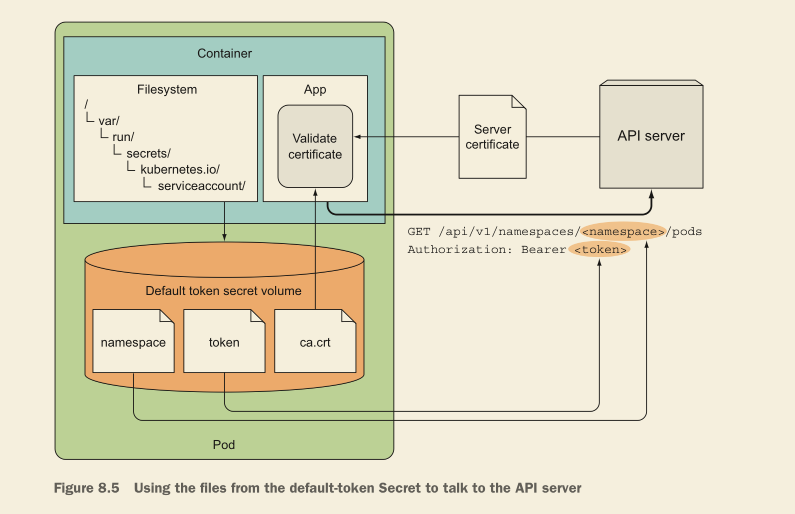 Container
Filesystem
/
var/
run/
secrets/
kubernetes.io/
serviceaccount/
App
Validate
certificate
Server
certificate
API server
GET /api/v1/namespaces/<namespace>/pods
Authorization: Bearer <token>
Default token secret volume
namespace
token
ca.crt
Pod
Figure 8.5 Using the files from the default-token Secret to talk to the API server